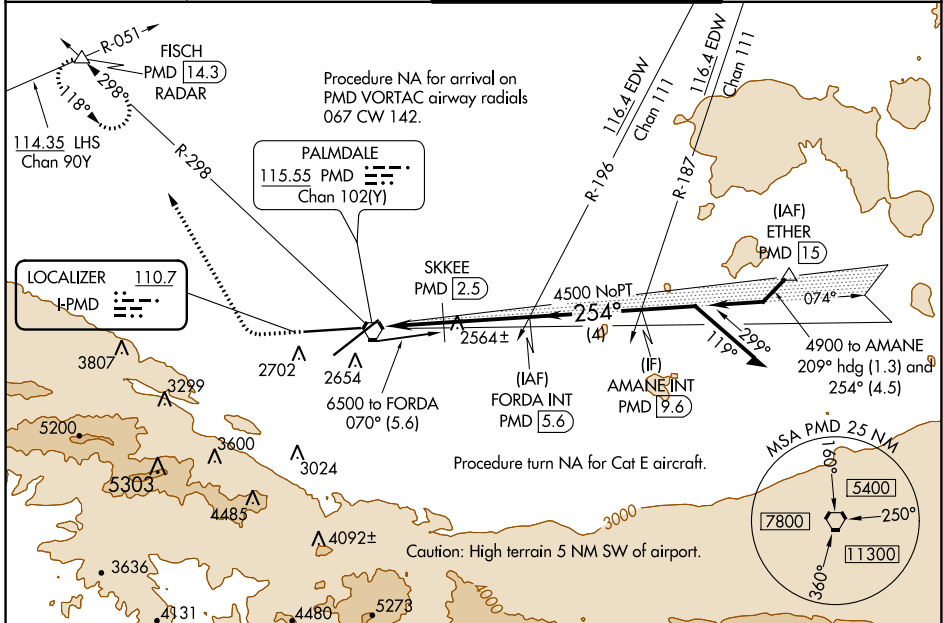 R-051
FISCH
PMD 14.3
RADAR
298°
118°
114.35 LHS
Chan 90Y
R-298
Procedure NA for arrival on
PMD VORTAC airway radials
067 CW 142.
116.4 EDW
Chan 111
R-196
116.4 EDW
Chan 111
R-187
PALMDALE
115.55 PMD
Chan 102(Y)
(IAF)
ETHER
PMD 15
LOCALIZER 110.7
I-PMD
SKKEE
PMD 2.5
4500 NoPT
254°
(4)
074°
2564±
299°
119°
4900 to AMANE
209° hdg (1.3) and
254° (4.5)
3807
2702
2654
6500 to FORDA
070° (5.6)
(IAF)
FORDA INT
PMD 5.6
(IF)
AMANE INT
PMD 9.6
3299
5200
3600
3024
5303
4485
Procedure turn NA for Cat E aircraft.
MSA PMD 25 NM
160°
5400
250°
7800
11300
360°
3000
4092±
Caution: High terrain 5 NM SW of airport.
3636
4131
4480
5273
4000